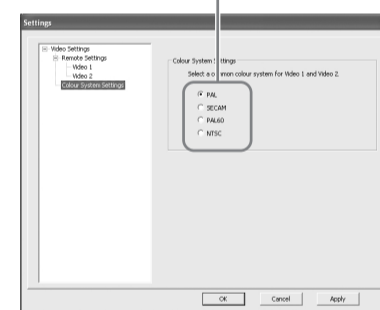 Settings
Video Settings
Remote Settings
Video 1
Video 2
Colour System Settings
Colour System Settings
Select a common colour system for Video 1 and Video 2.
PAL
SECAM
PAL60
NTSC
OK
Cancel
Apply